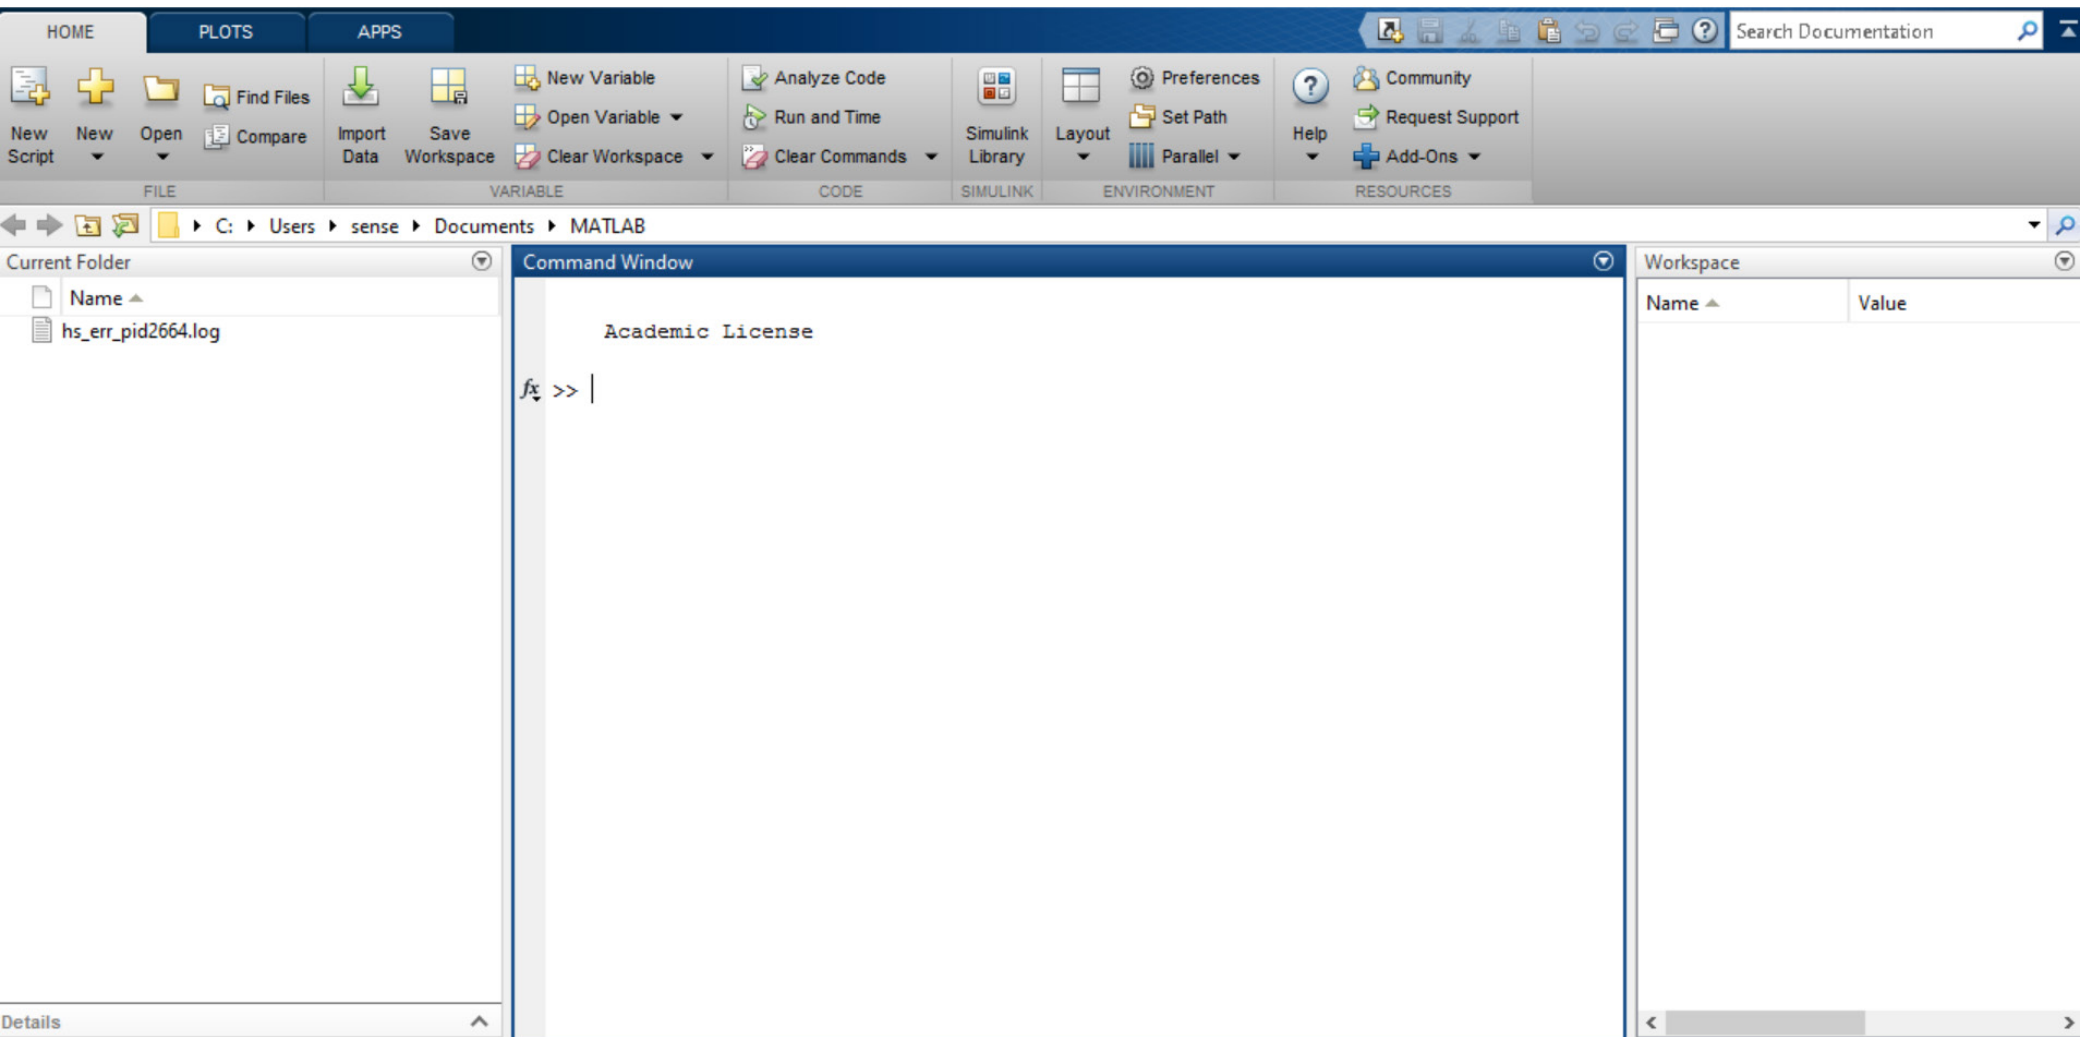 HOME PLOTS APPS Search Documentation
New Script
New
Open
Find Files
Compare
FILE
Import Data
Save Workspace
New Variable
Open Variable
Clear Workspace
VARIABLE
Analyze Code
Run and Time
Clear Commands
CODE
Simulink Library
SIMULINK
Layout
Preferences
Set Path
Parallel
ENVIRONMENT
? Help
Community
Request Support
Add-Ons
RESOURCES
C: Users sense Documents MATLAB
Current Folder
Name
hs_err_pid2664.log
Details
Command Window
Academic License
fx >>
Workspace
Name Value